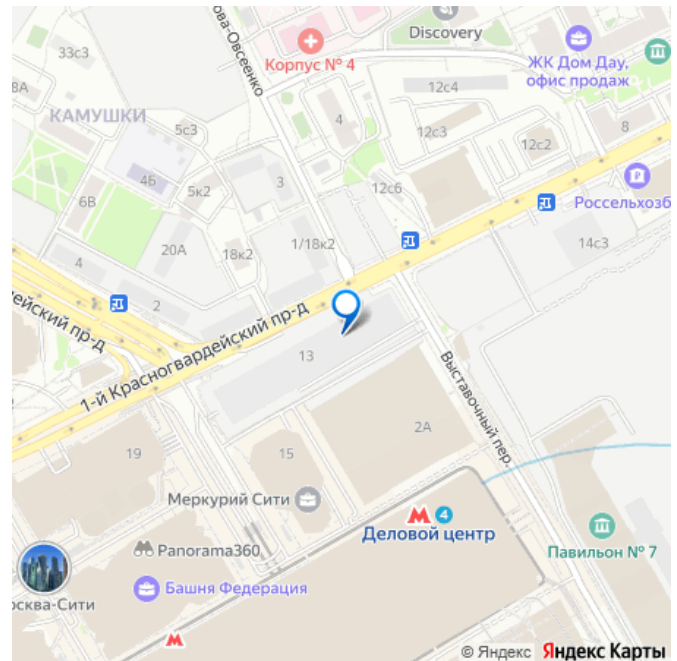 33с3
ова-Овсеенко
Discovery
Корпус № 4
ЖК Дом Дау,
офис продаж
8А
12с4
КАМУШКИ
5с3
4
12с3
12с2
8
4Б
5к2
3
12с6
6В
Россельхозб
20А
18к2
1/18к2
14с3
4
2
ейский пр-д
1-й Красногвардейский пр-д
13
Выставочный пер.
2А
19
15
Меркурий Сити
М 4
Деловой центр
Panorama360
Павильон № 7
Башня Федерация
осква-Сити
М
© Яндекс Яндекс Карты